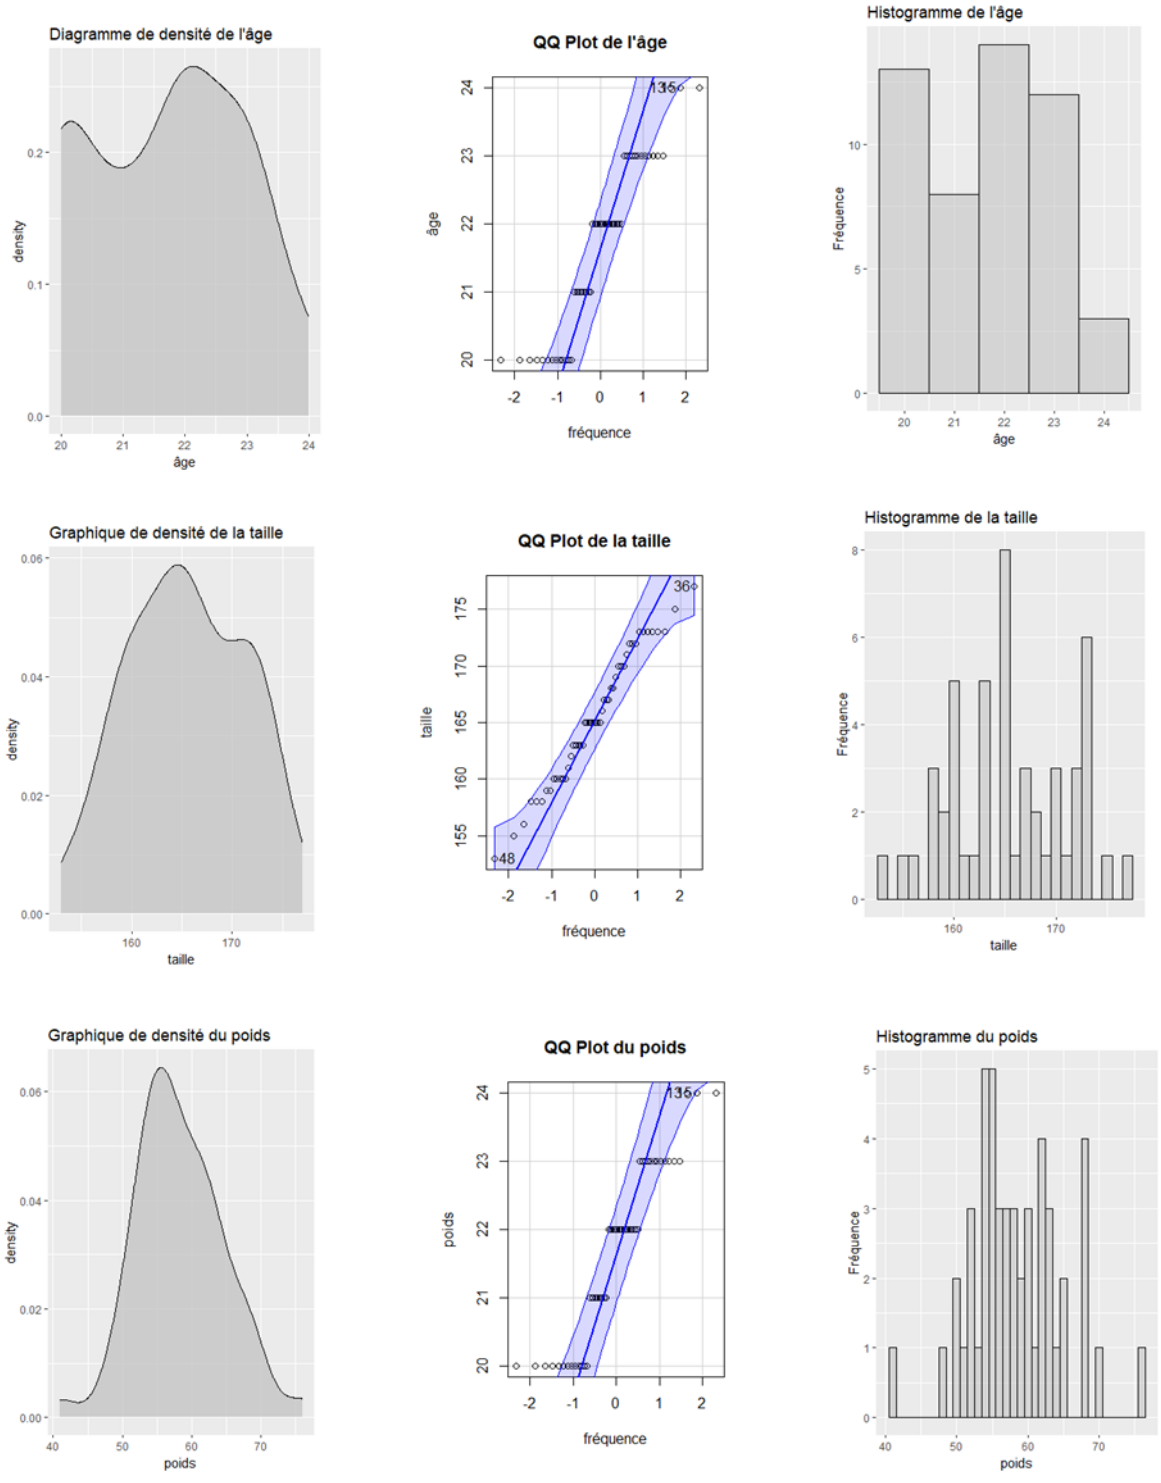 Diagramme de densité de l'âge
density
0.2
0.1
0.0
20 21 22 23 24
âge
QQ Plot de l'âge
âge
24
23
22
21
20
-2 -1 0 1 2
fréquence
Histogramme de l'âge
Fréquence
10
5
0
20 21 22 23 24
âge
Graphique de densité de la taille
density
0.06
0.04
0.02
0.00
160 170
taille
QQ Plot de la taille
taille
175
170
165
160
155
36
48
-2 -1 0 1 2
fréquence
Histogramme de la taille
Fréquence
8
6
4
2
0
160 170
taille
Graphique de densité du poids
density
0.06
0.04
0.02
0.00
40 50 60 70
poids
QQ Plot du poids
poids
24
23
22
21
20
-2 -1 0 1 2
fréquence
Histogramme du poids
Fréquence
5
4
3
2
1
0
40 50 60 70
poids